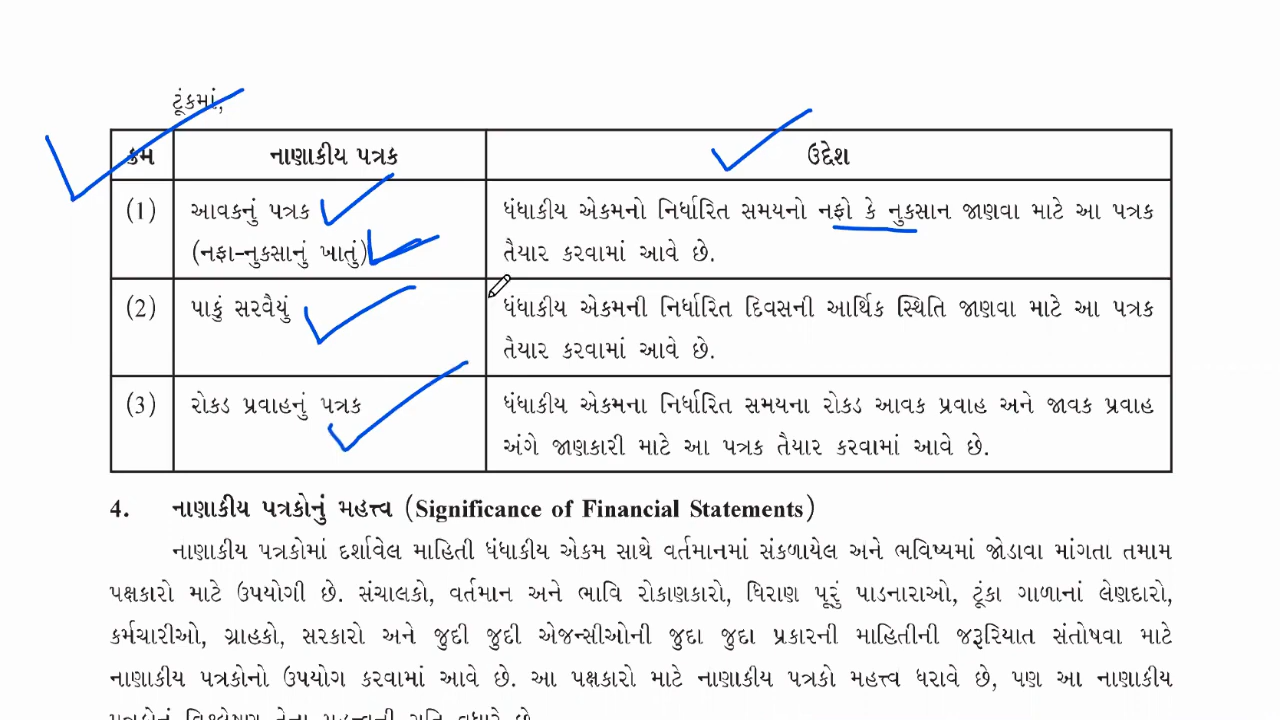 ટૂંકમાં,
ક્રમ નાણાકીય પત્રક ઉદ્દેશ
(1) આવકનું પત્રક ધંધાકીય એકમનો નિર્ધારિત સમયનો નફો કે નુકસાન જાણવા માટે આ પત્રક
(નફા-નુકસાનું ખાતું) તૈયાર કરવામાં આવે છે.
(2) પાકું સરવૈયું ધંધાકીય એકમની નિર્ધારિત દિવસની આર્થિક સ્થિતિ જાણવા માટે આ પત્રક
તૈયાર કરવામાં આવે છે.
(3) રોકડ પ્રવાહનું પત્રક ધંધાકીય એકમના નિર્ધારિત સમયના રોકડ આવક પ્રવાહ અને જાવક પ્રવાહ
અંગે જાણકારી માટે આ પત્રક તૈયાર કરવામાં આવે છે.
4. નાણાકીય પત્રકોનું મહત્ત્વ (Significance of Financial Statements)
નાણાકીય પત્રકોમાં દર્શાવેલ માહિતી ધંધાકીય એકમ સાથે વર્તમાનમાં સંકળાયેલ અને ભવિષ્યમાં જોડાવા માંગતા તમામ
પક્ષકારો માટે ઉપયોગી છે. સંચાલકો, વર્તમાન અને ભાવિ રોકાણકારો, ધિરાણ પૂરું પાડનારાઓ, ટૂંકા ગાળાનાં લેણદારો,
કર્મચારીઓ, ગ્રાહકો, સરકારો અને જુદી જુદી એજન્સીઓની જુદા જુદા પ્રકારની માહિતીની જરૂરિયાત સંતોષવા માટે
નાણાકીય પત્રકોનો ઉપયોગ કરવામાં આવે છે. આ પક્ષકારો માટે નાણાકીય પત્રકો મહત્ત્વ ધરાવે છે, પણ આ નાણાકીય
પત્રકોનું વિશ્લેષણ તેના મહત્ત્વની